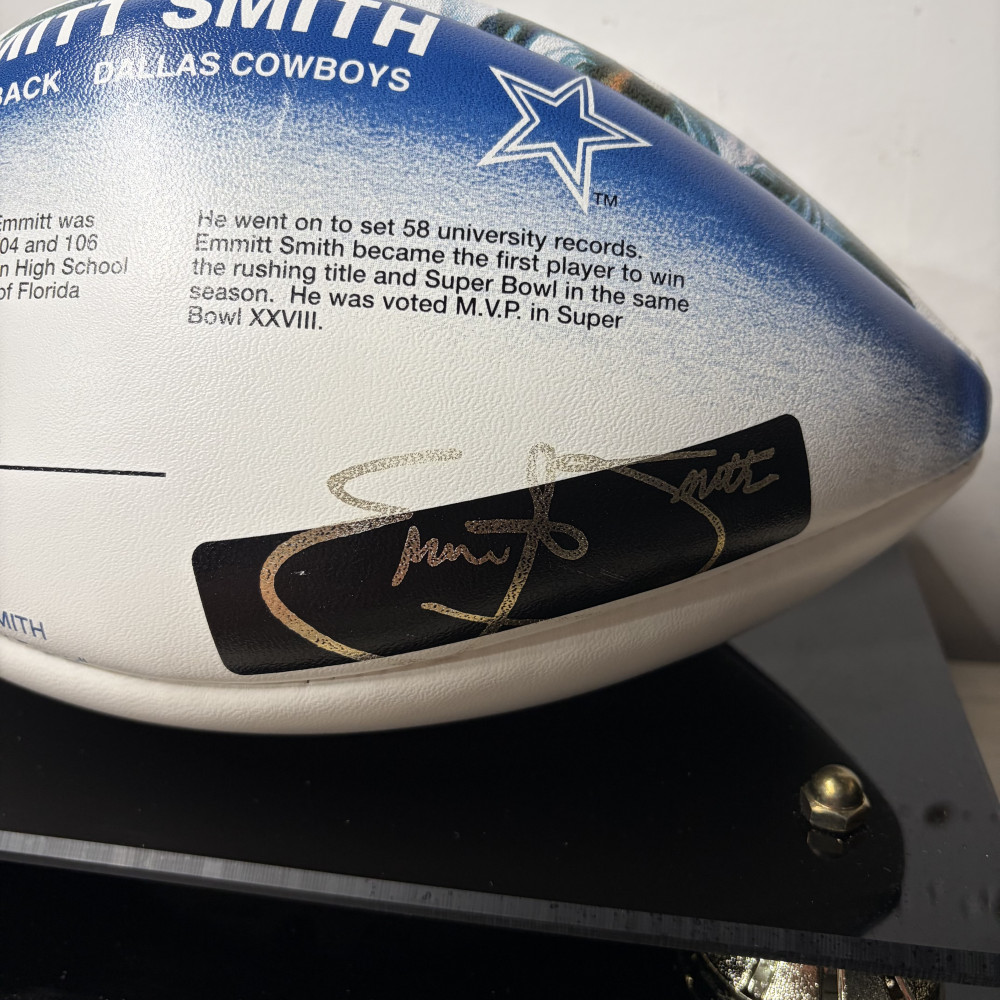 MITT SMITH
BACK DALLAS COWBOYS
TM
Emmitt was
04 and 106
n High School
of Florida
He went on to set 58 university records.
Emmitt Smith became the first player to win
the rushing title and Super Bowl in the same
season. He was voted M.V.P. in Super
Bowl XXVIII.
Emmitt Smith
MITH